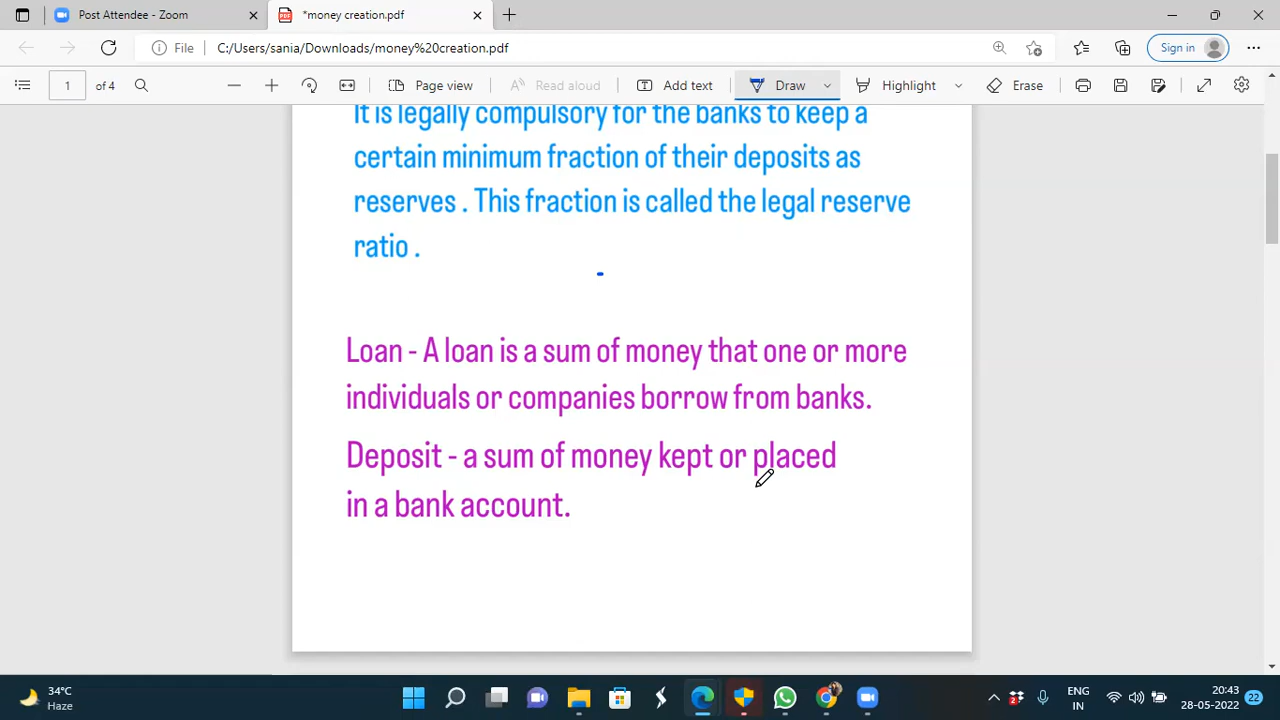 Post Attendee - Zoom
*money creation.pdf
File
C:/Users/sania/Downloads/money%20creation.pdf
Sign in
1 of 4
Page view
Read aloud
Add text
Draw
Highlight
Erase
It is legally compulsory for the banks to keep a
certain minimum fraction of their deposits as
reserves . This fraction is called the legal reserve
ratio .
Loan - A loan is a sum of money that one or more
individuals or companies borrow from banks.
Deposit - a sum of money kept or placed
in a bank account.
34°C
Haze
2
ENG
IN
20:43
28-05-2022
22